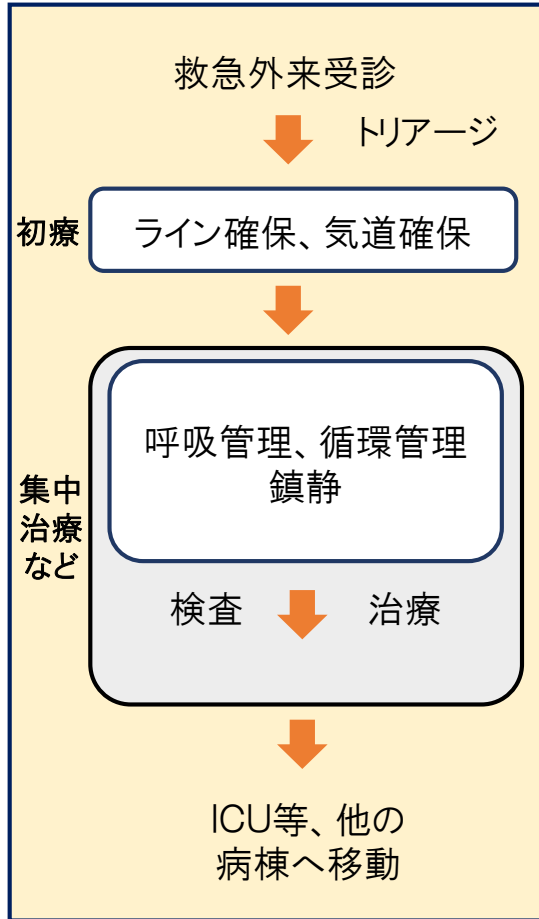 救急外来受診
トリアージ
初療
ライン確保、気道確保
集中
治療
など
呼吸管理、循環管理
鎮静
検査
治療
ICU等、他の
病棟へ移動